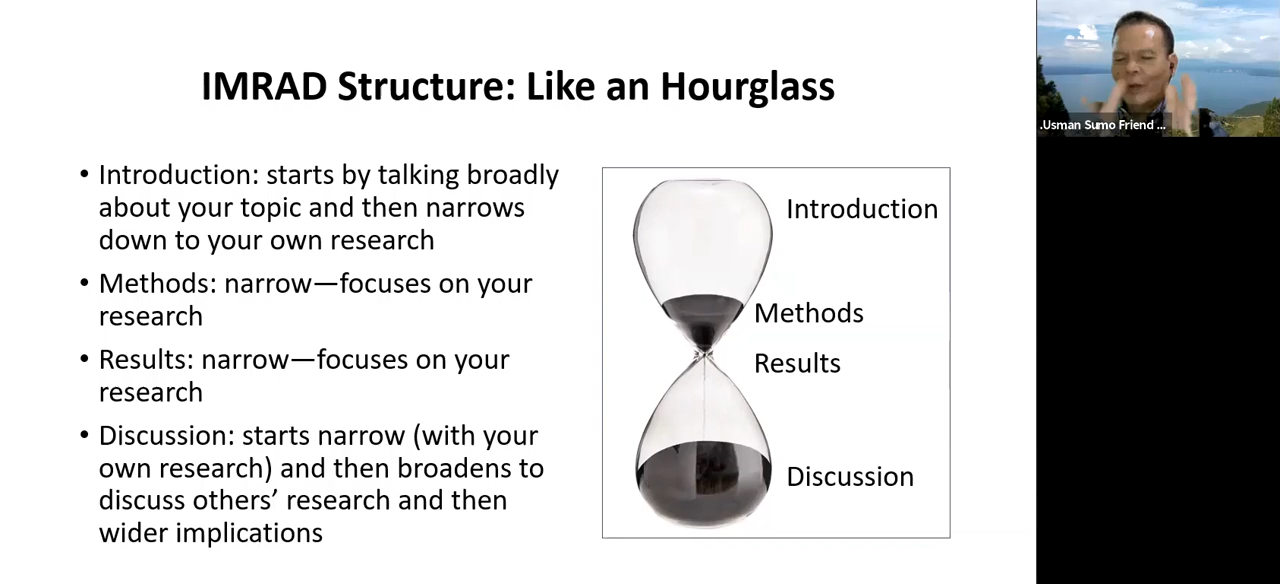 IMRAD Structure: Like an Hourglass
• Introduction: starts by talking broadly
about your topic and then narrows
down to your own research
• Methods: narrow—focuses on your
research
• Results: narrow—focuses on your
research
• Discussion: starts narrow (with your
own research) and then broadens to
discuss others’ research and then
wider implications
Introduction
Methods
Results
Discussion
.Usman Sumo Friend ...